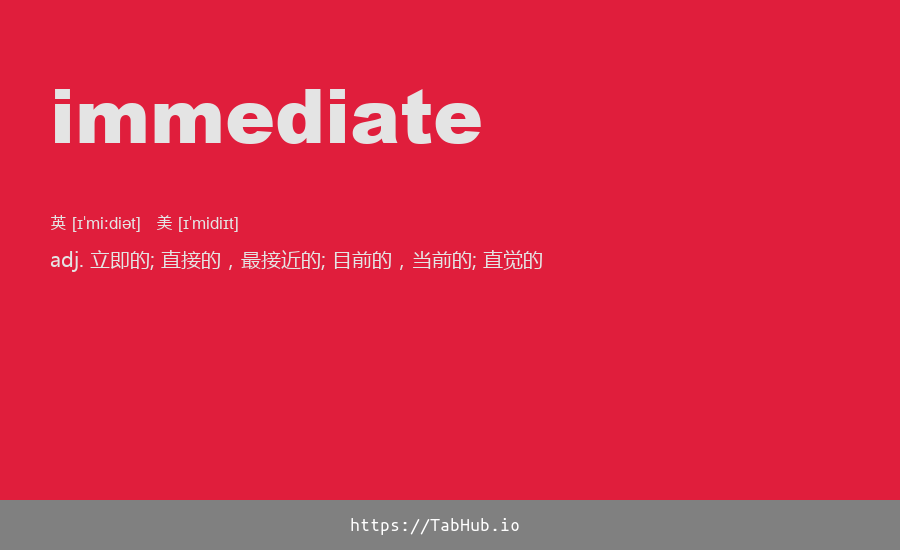 immediate
英 [ɪˈmiːdiət] 美 [ɪˈmidiɪt]
adj. 立即的; 直接的，最接近的; 目前的，当前的; 直觉的
https://TabHub.io